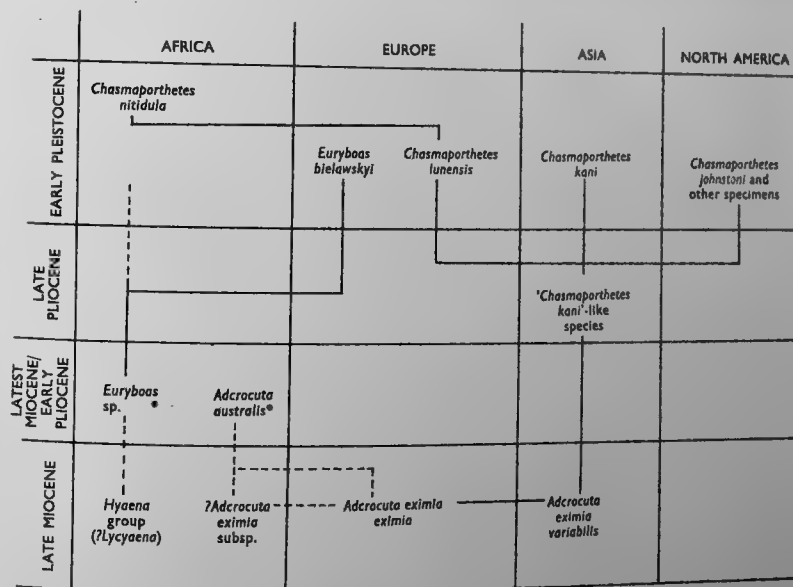 AFRICA
EUROPE
ASIA
NORTH AMERICA
EARLY PLEISTOCENE
Chasmaporthetes
nitidula
Euryboas
bielawskyi
Chasmaporthetes
lunensis
Chasmaporthetes
kani
Chasmaporthetes
johnstoni and
other specimens
LATE
PLIOCENE
'Chasmaporthetes
kani'-like
species
LATEST
MIOCENE/
EARLY
PLIOCENE
Euryboas
sp. *
Adcrocuta
australis*
LATE MIOCENE
Hyaena
group
(?Lycyaena)
?Adcrocuta
eximia
subsp.
Adcrocuta eximia
eximia
Adcrocuta
eximia
variabilis